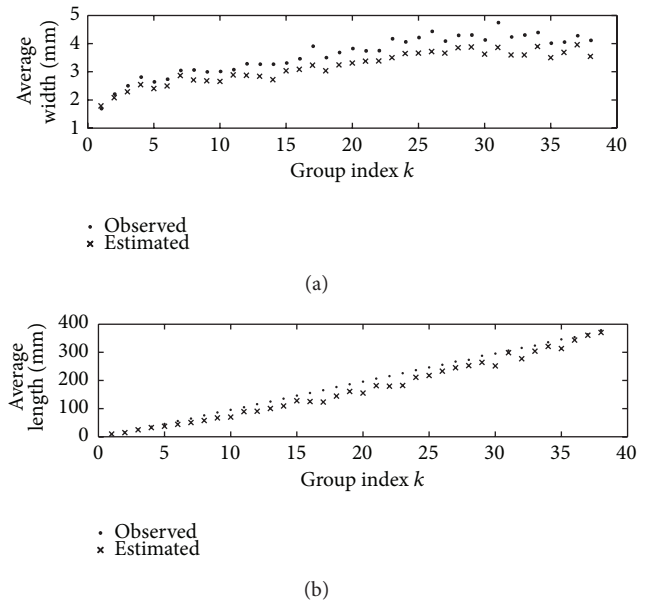 5
4
3
2
1
Average
width (mm)
0 5 10 15 20 25 30 35 40
Group index k
Observed
Estimated
(a)
400
300
200
100
0
Average
length (mm)
0 5 10 15 20 25 30 35 40
Group index k
Observed
Estimated
(b)